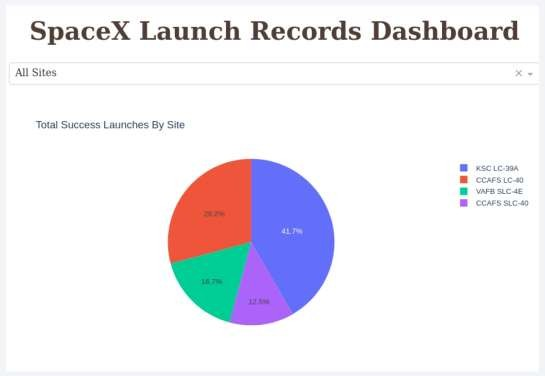 SpaceX Launch Records Dashboard
All Sites
Total Success Launches By Site
KSC LC-39A
CCAFS LC-40
VAFB SLC-4E
CCAFS SLC-40
29.2%
41.7%
16.7%
12.5%